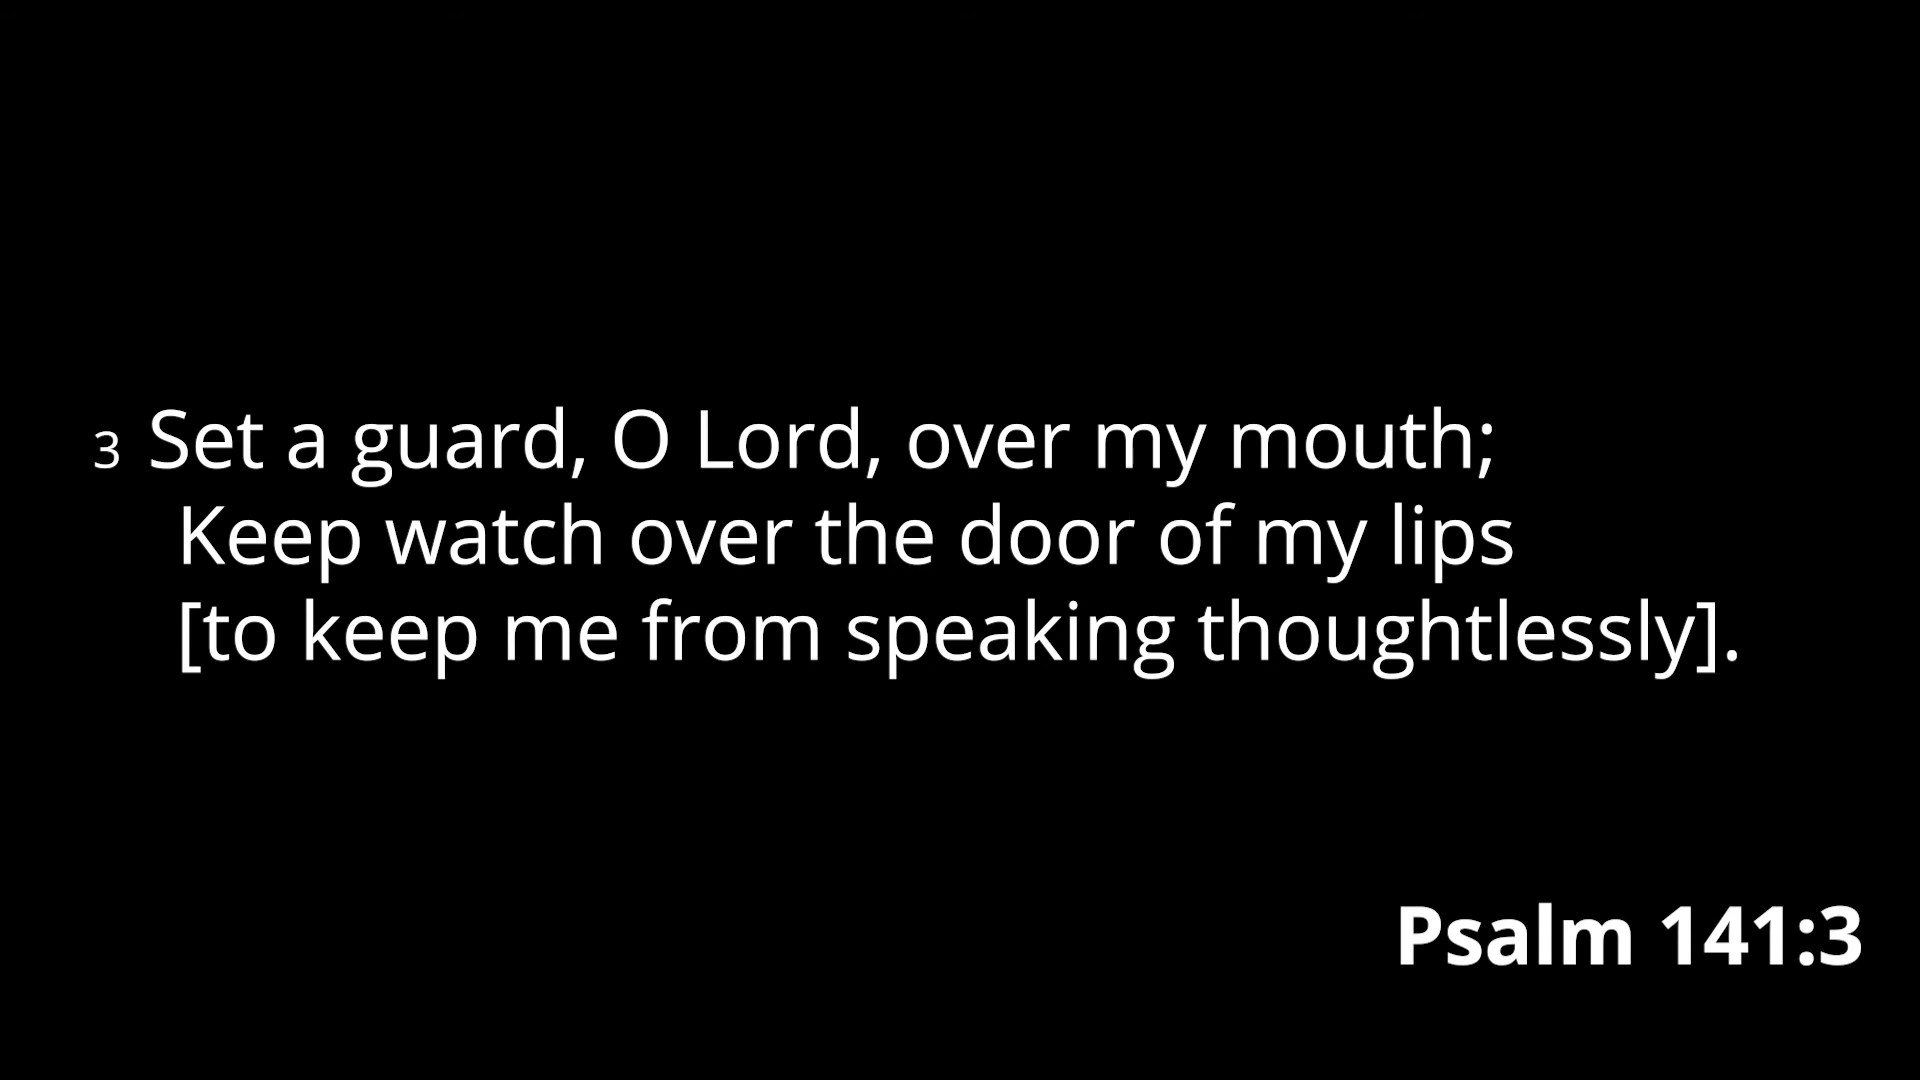 3 Set a guard, O Lord, over my mouth;
Keep watch over the door of my lips
[to keep me from speaking thoughtlessly].
Psalm 141:3